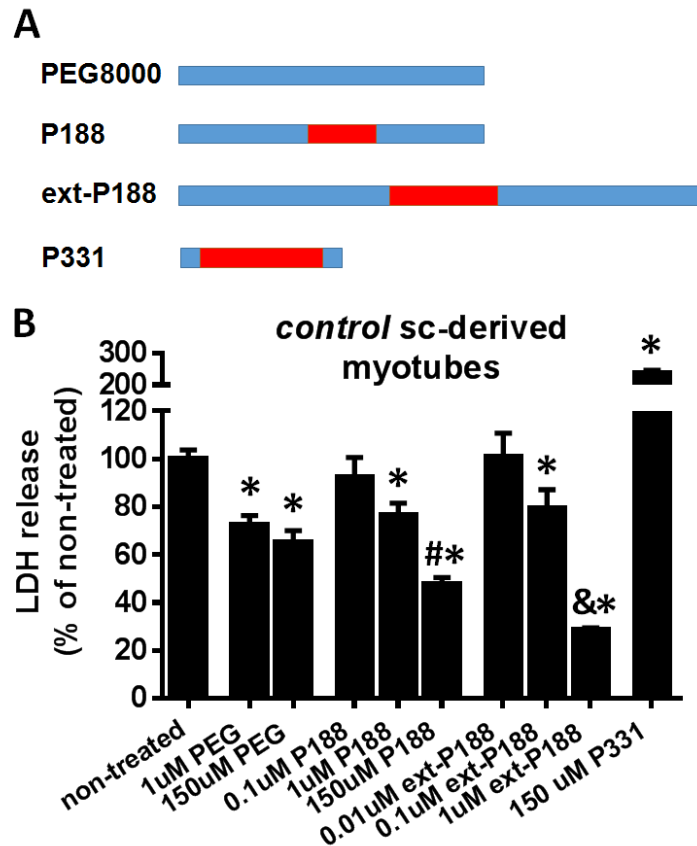 A
PEG8000
P188
ext-P188
P331
B
control sc-derived
myotubes
LDH release
(% of non-treated)
300
200
120
100
80
60
40
20
0
*
*
*
#*
*
&*
*
non-treated
1uM PEG
150uM PEG
0.1uM P188
1uM P188
150uM P188
0.01uM ext-P188
0.1uM ext-P188
1uM ext-P188
150 uM P331